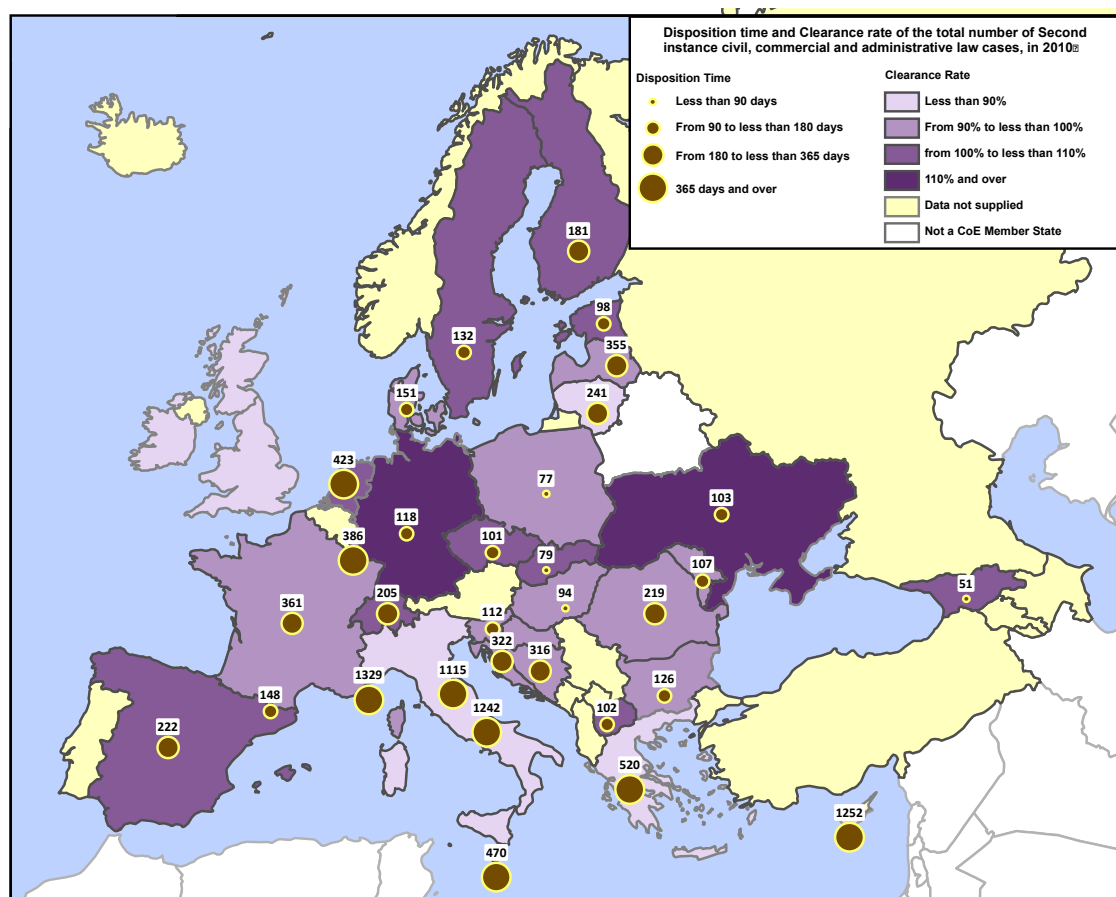 Disposition time and Clearance rate of the total number of Second
instance civil, commercial and administrative law cases, in 2010
Disposition Time
Less than 90 days
From 90 to less than 180 days
From 180 to less than 365 days
365 days and over
Clearance Rate
Less than 90%
From 90% to less than 100%
from 100% to less than 110%
110% and over
Data not supplied
Not a CoE Member State
181
98
132
355
151
241
423
77
103
118
386
101
79
107
51
205
94
219
361
112
322
316
1329
1115
126
148
1242
102
222
520
1252
470